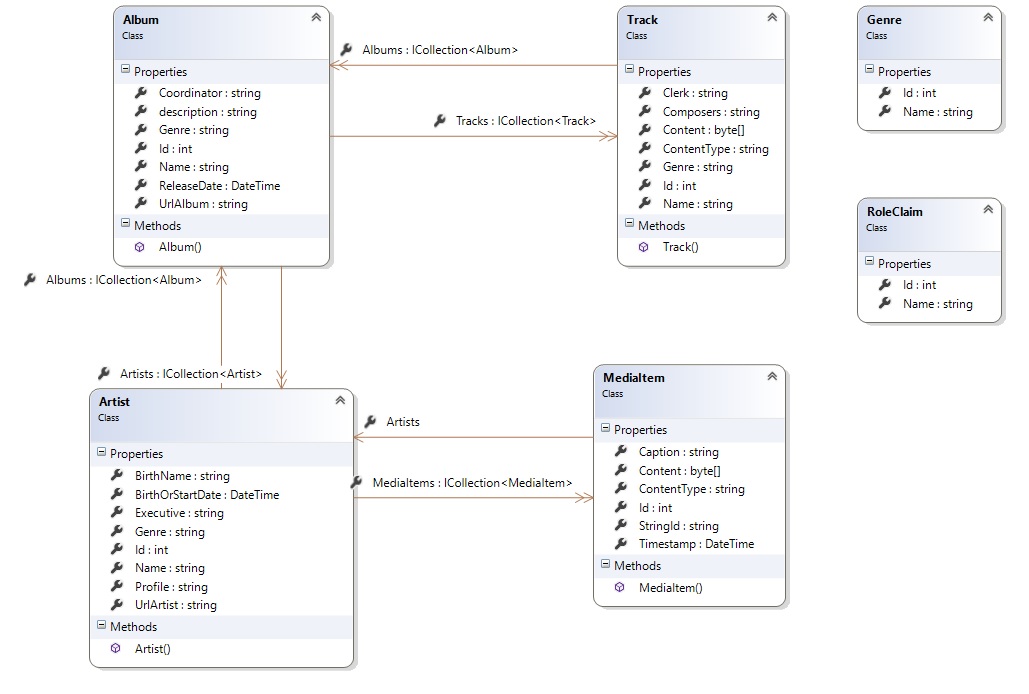 Album
Class
Properties
Coordinator : string
description : string
Genre : string
Id : int
Name : string
ReleaseDate : DateTime
UrlAlbum : string
Methods
Album()
Albums : ICollection<Album>
Tracks : ICollection<Track>
Track
Class
Properties
Clerk : string
Composers : string
Content : byte[]
ContentType : string
Genre : string
Id : int
Name : string
Methods
Track()
Genre
Class
Properties
Id : int
Name : string
RoleClaim
Class
Properties
Id : int
Name : string
Albums : ICollection<Album>
Artists : ICollection<Artist>
Artist
Class
Properties
BirthName : string
BirthOrStartDate : DateTime
Executive : string
Genre : string
Id : int
Name : string
Profile : string
UrlArtist : string
Methods
Artist()
Artists
MediaItems : ICollection<MediaItem>
MediaItem
Class
Properties
Caption : string
Content : byte[]
ContentType : string
Id : int
StringId : string
Timestamp : DateTime
Methods
MediaItem()